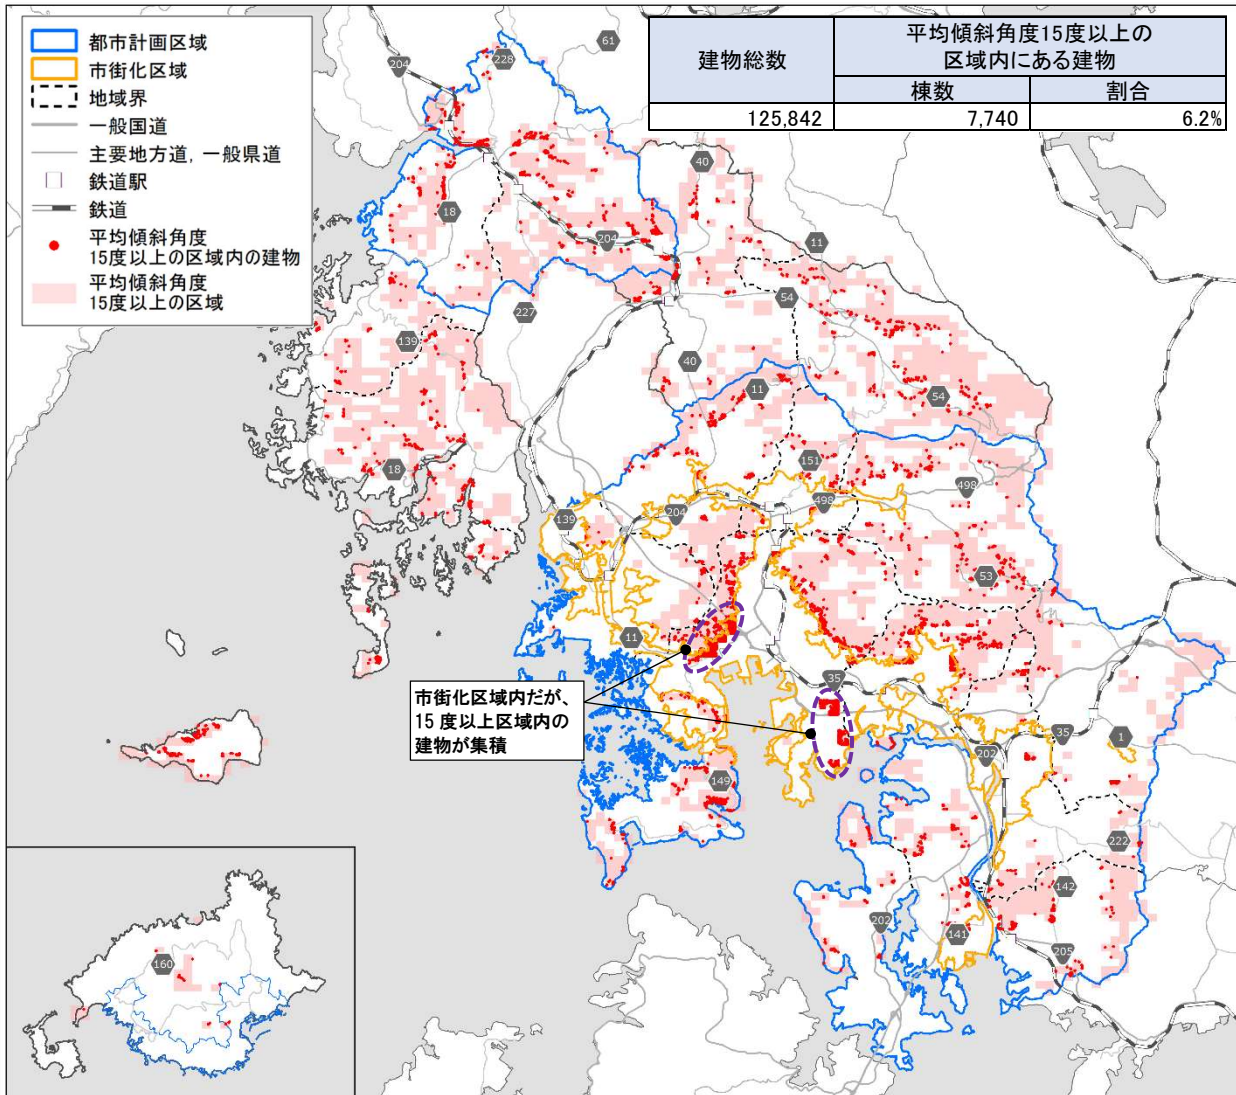 都市計画区域
市街化区域
地域界
一般国道
主要地方道, 一般県道
鉄道駅
鉄道
平均傾斜角度
15度以上の区域内の建物
平均傾斜角度
15度以上の区域
建物総数
平均傾斜角度15度以上の
区域内にある建物
棟数
割合
125,842
7,740
6.2%
61
204
228
40
18
204
11
54
227
139
40
11
54
18
151
498
498
204
139
53
11
35
市街化区域内だが、
15 度以上区域内の
建物が集積
35
1
202
149
222
142
202
141
205
160